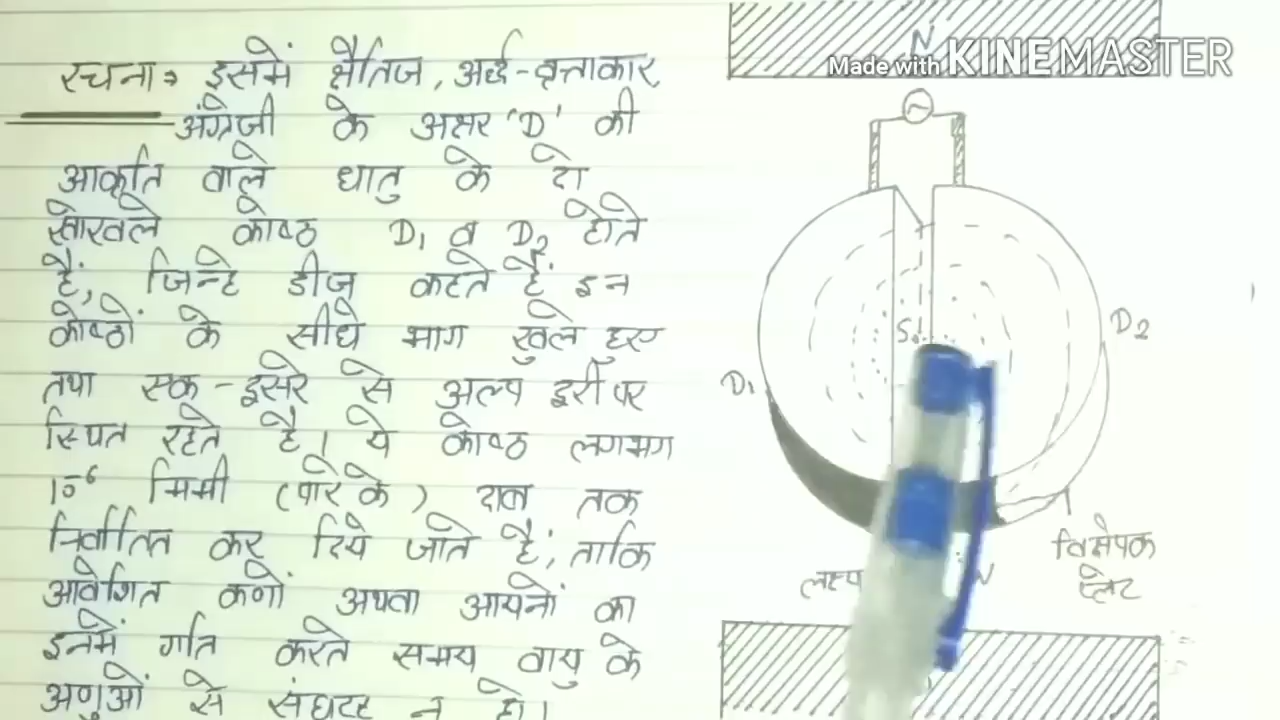 रचना⇒ इसमें क्षैतिज, अर्द्ध-वृत्ताकार,
अंग्रेजी के अक्षर 'D' की
आकृति वाले धातु के दो
खोखले कोष्ठ D₁ व D₂ होते
हैं, जिन्हे डीज कहते हैं इन
कोष्ठों के सीधे भाग खुले हुए
तथा एक-दूसरे से अल्प दूरी पर
स्थित रहते है। ये कोष्ठ लगभग
10⁻⁶ मिमी (पारे के) दाब तक
निर्वातित कर दिये जाते है, ताकि
आवेशित कणों अथवा आयनों का
इनमें गति करते समय वायु के
अणुओं से संघटट न हो।
N
Made with KINEMASTER
~
S
D₁
D₂
N
विक्षेपक
प्लेट